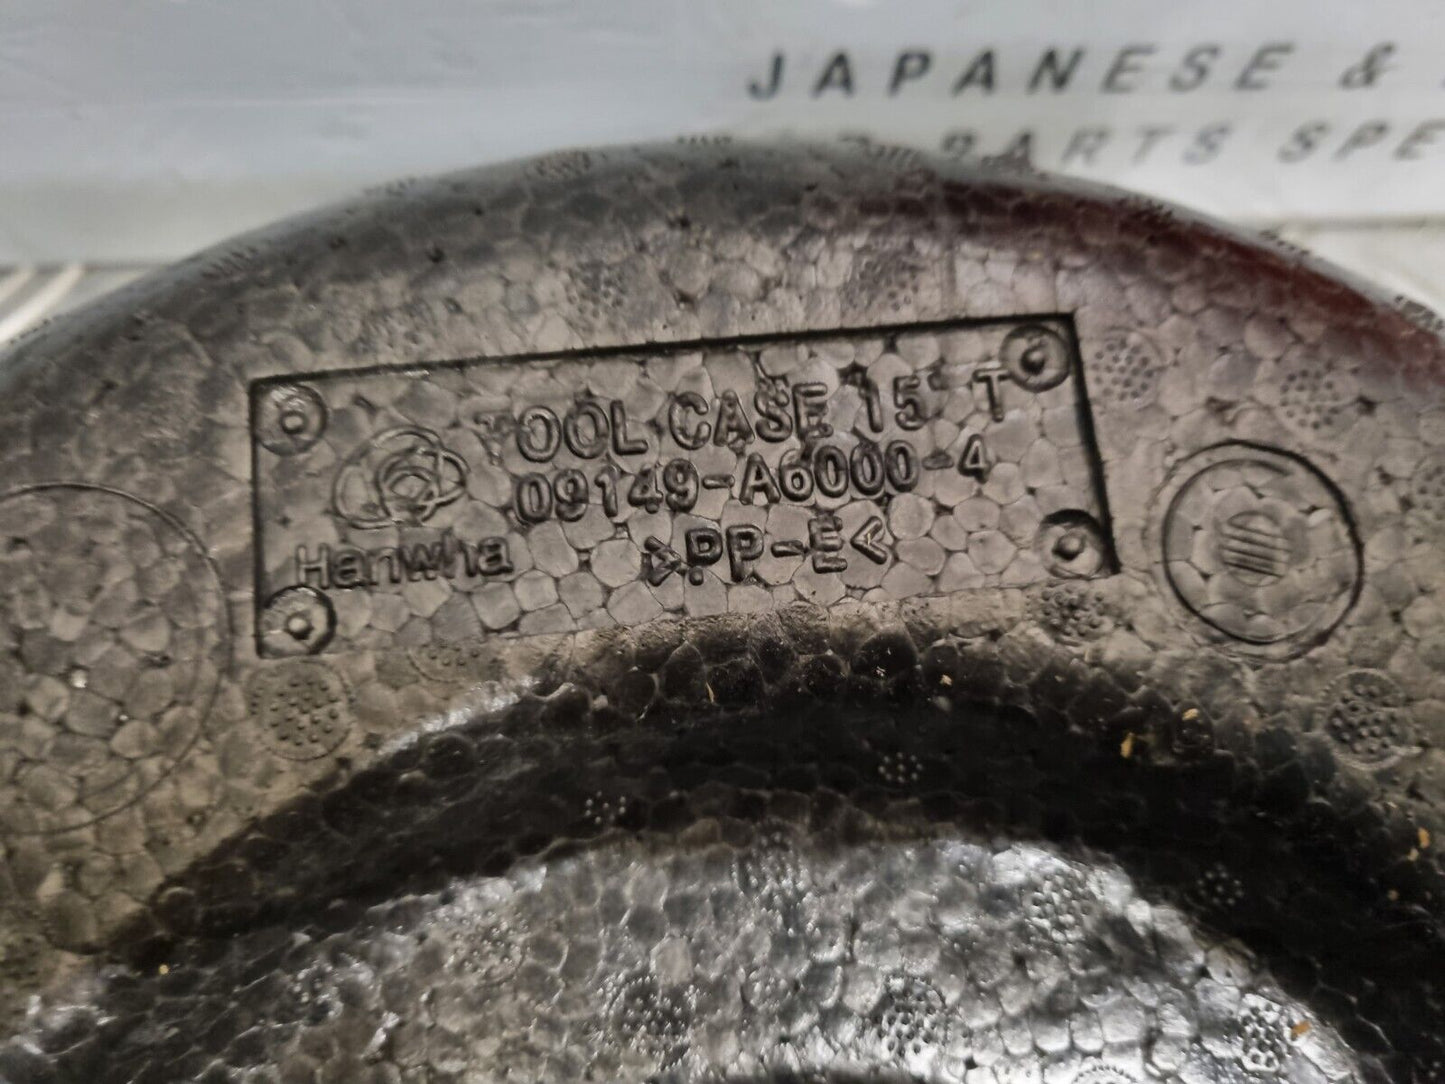 JAPANESE &
PARTS SPE
TOOL CASE 15" T
09149-A6000-4
Hanwha
>PP-E<